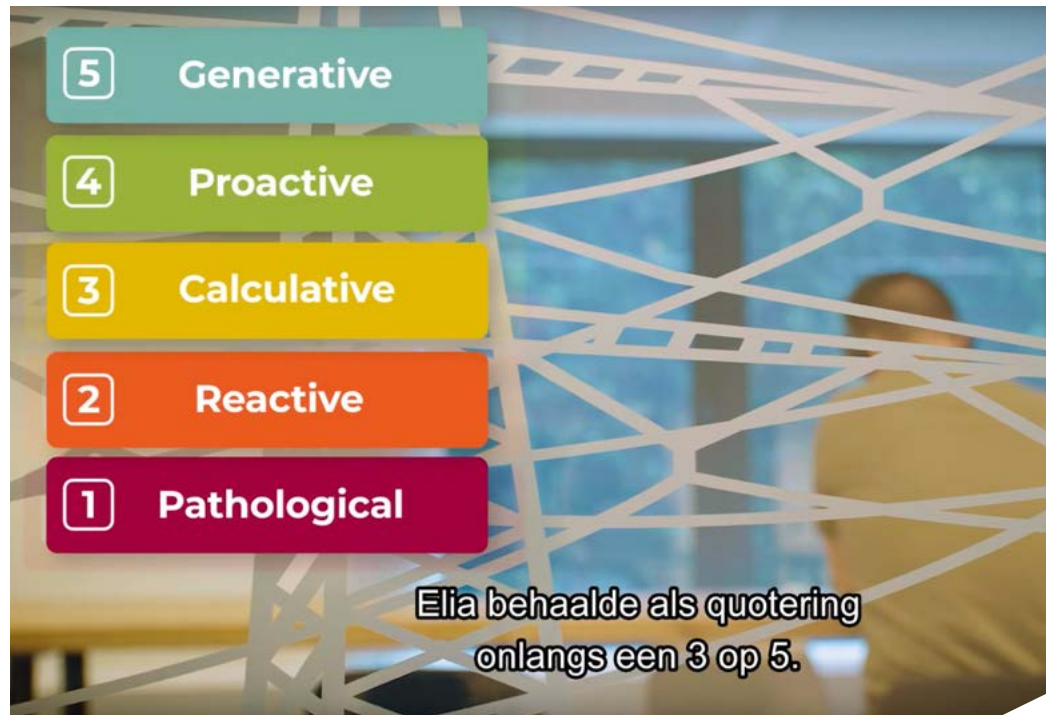 5 Generative
4 Proactive
3 Calculative
2 Reactive
1 Pathological
Elia behaalde als quotering
onlangs een 3 op 5.